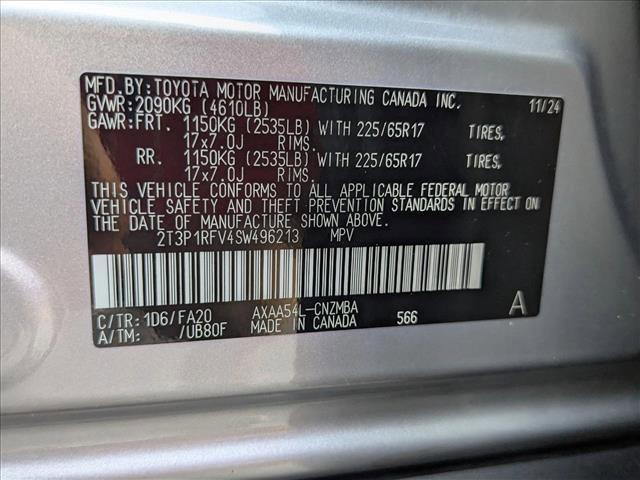 MFD.BY:TOYOTA MOTOR MANUFACTURING CANADA INC. 11/24
GVWR:2090KG (4610LB)
GAWR:FRT. 1150KG (2535LB) WITH 225/65R17 TIRES,
17x7.0J RIMS.
RR. 1150KG (2535LB) WITH 225/65R17 TIRES,
17x7.0J RIMS.
THIS VEHICLE CONFORMS TO ALL APPLICABLE FEDERAL MOTOR
VEHICLE SAFETY AND THEFT PREVENTION STANDARDS IN EFFECT ON
THE DATE OF MANUFACTURE SHOWN ABOVE.
2T3P1RFV4SW496213 MPV
C/TR:1D6/FA20 AXAA54L-CNZMBA A
A/TM: /UB80F MADE IN CANADA 566